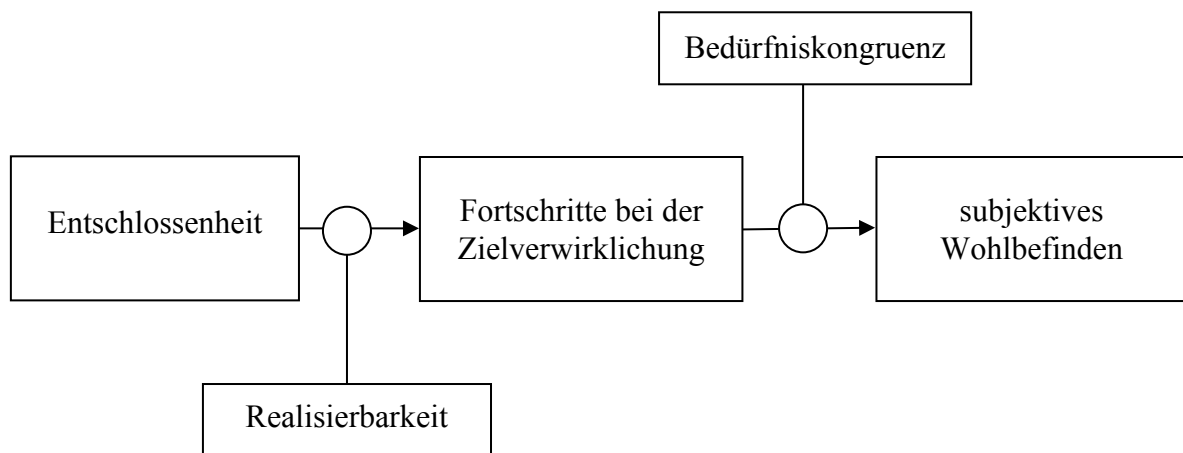 Bedürfniskongruenz
Entschlossenheit
Fortschritte bei der
Zielverwirklichung
subjektives
Wohlbefinden
Realisierbarkeit